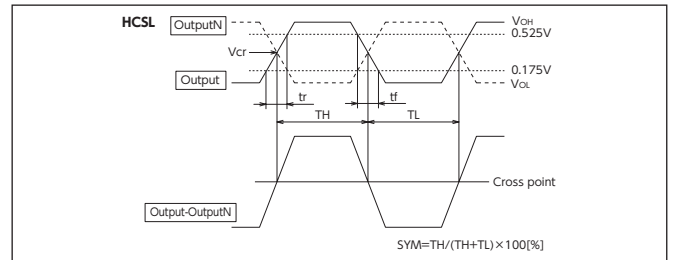 HCSL
OutputN
VOH
0.525V
Vcr
Output
0.175V
VOL
tr
tf
TH
TL
Cross point
Output-OutputN
SYM=TH/(TH+TL)×100[%]